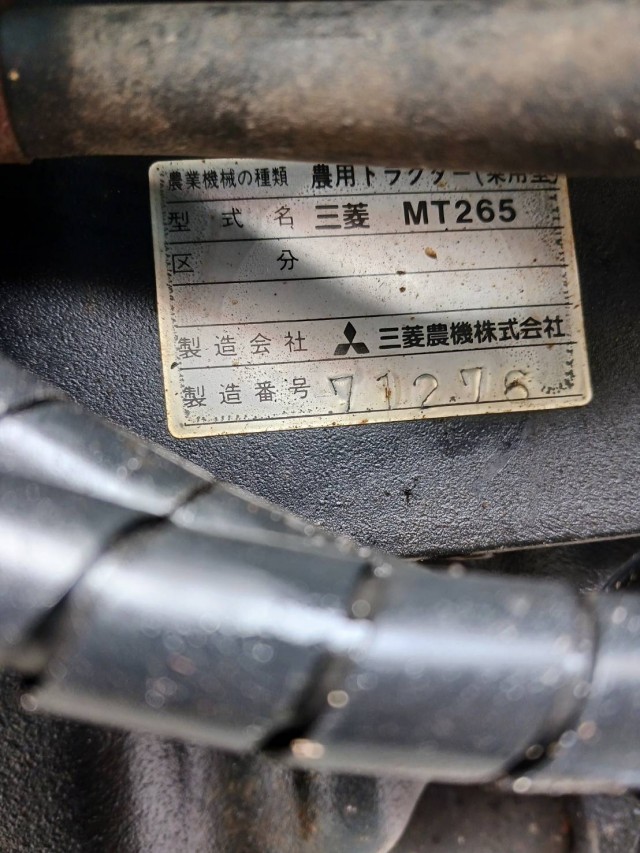 農業機械の種類 農用トラクター(乗用型)
型式名 三菱 MT265
区分
製造会社 三菱農機株式会社
製造番号 71276